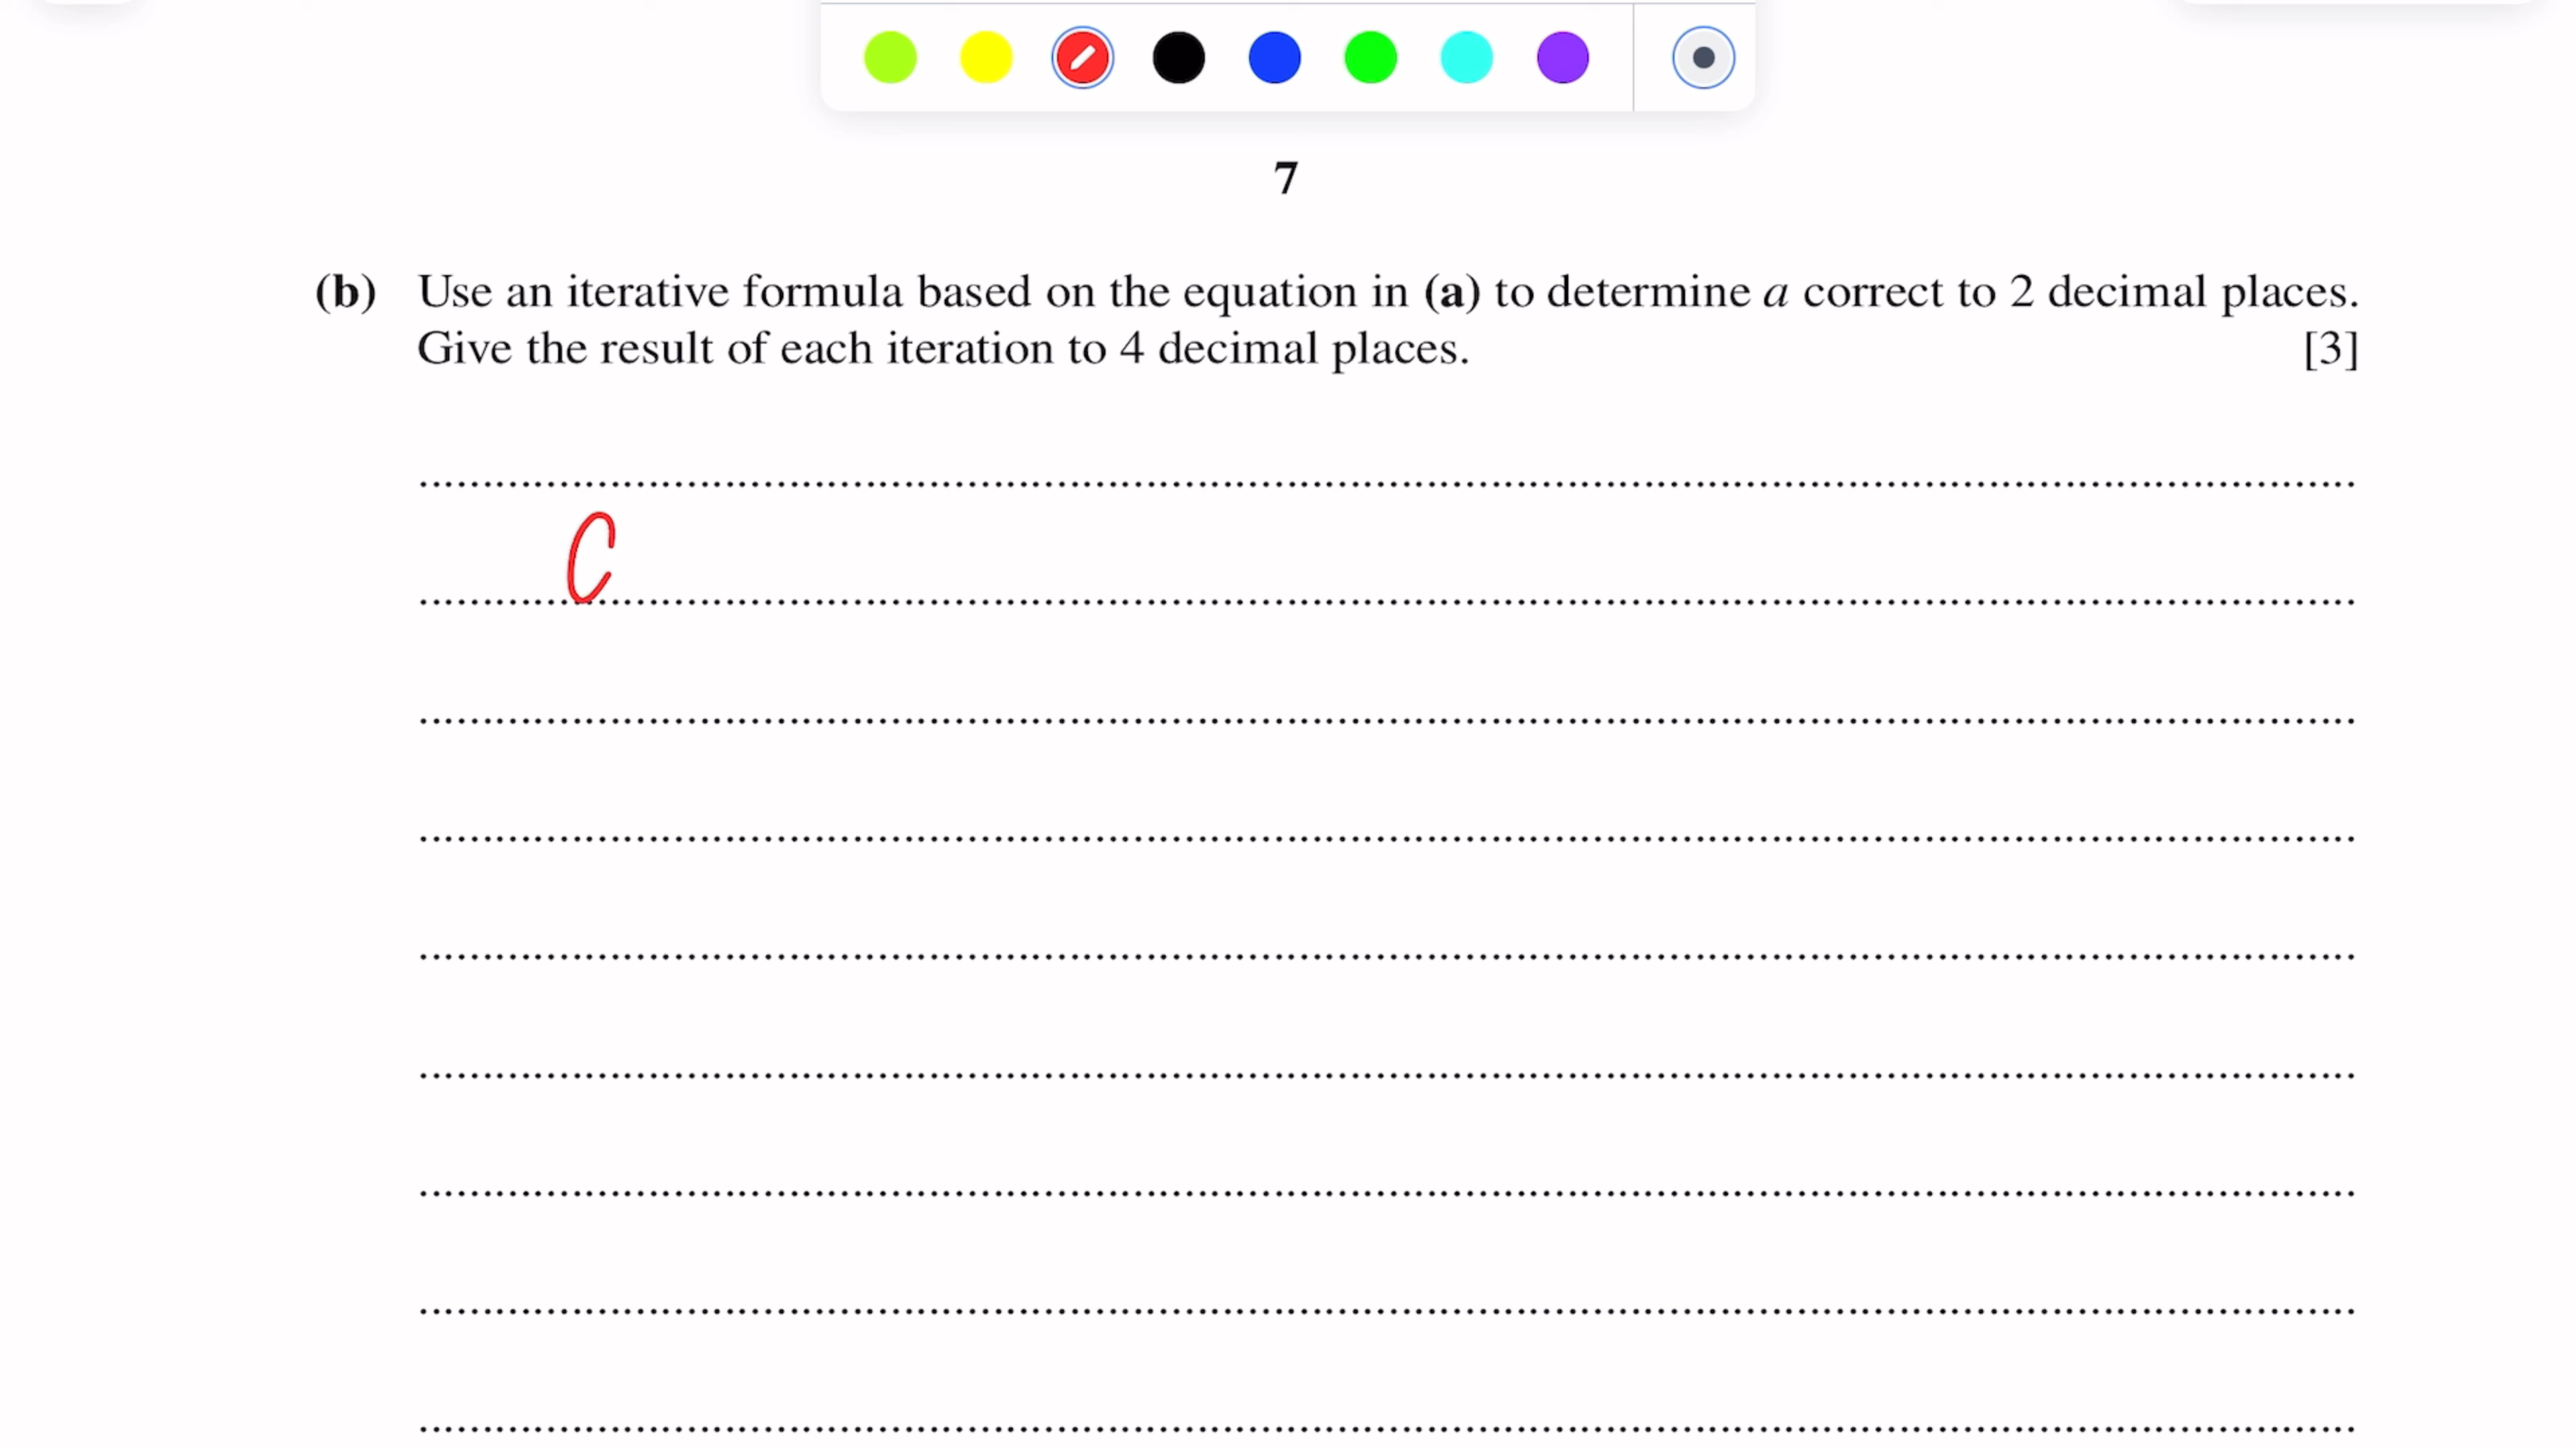 7
(b) Use an iterative formula based on the equation in (a) to determine a correct to 2 decimal places.
Give the result of each iteration to 4 decimal places. [3]
C